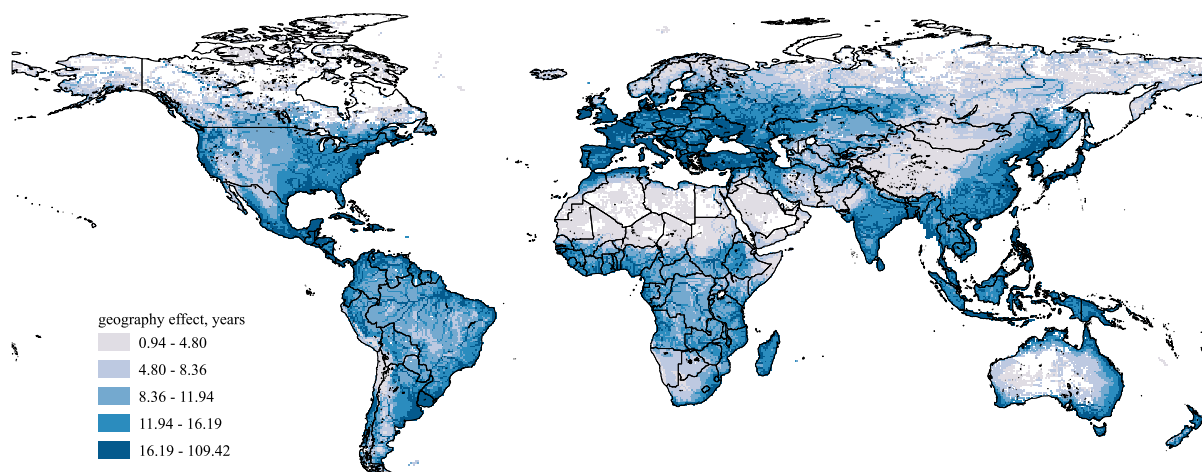 geography effect, years
0.94 - 4.80
4.80 - 8.36
8.36 - 11.94
11.94 - 16.19
16.19 - 109.42